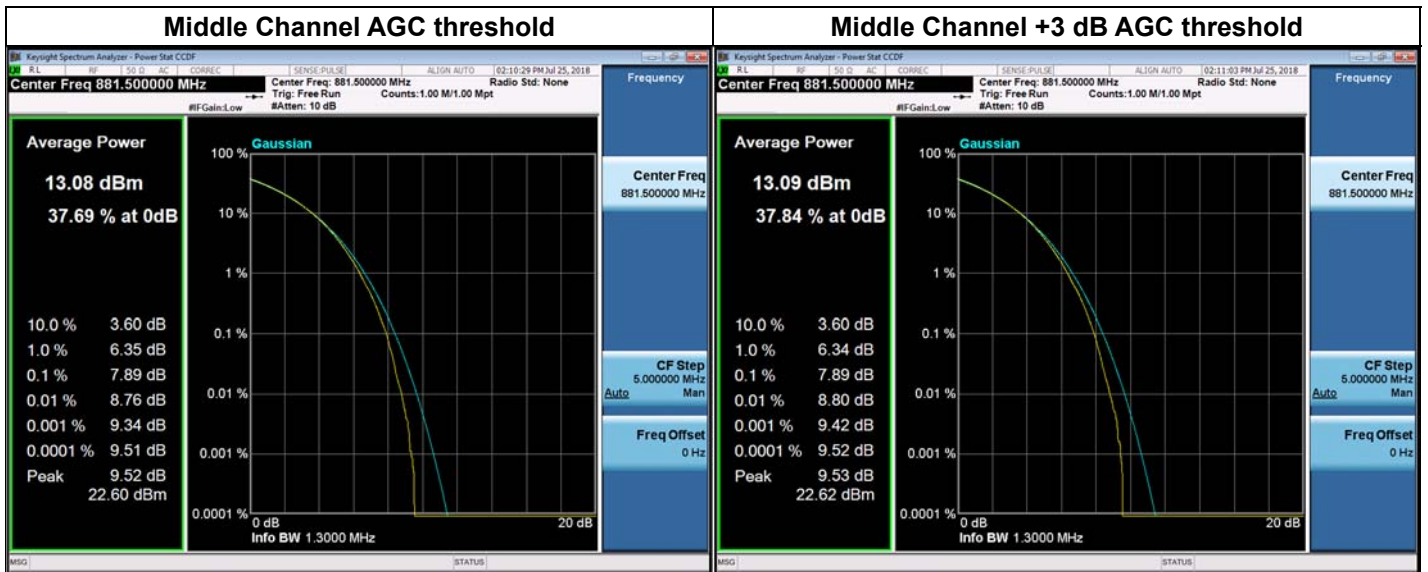 Middle Channel AGC threshold
Keysight Spectrum Analyzer - Power Stat CCDF
RL RF 50 Ω AC CORREC SENSE:PULSE ALIGN AUTO 02:10:29 PM Jul 25, 2018
Center Freq 881.500000 MHz
Center Freq: 881.500000 MHz Radio Std: None
Trig: Free Run Counts:1.00 M/1.00 Mpt
#IFGain:Low #Atten: 10 dB
Frequency
Average Power
13.08 dBm
37.69 % at 0dB
10.0 % 3.60 dB
1.0 % 6.35 dB
0.1 % 7.89 dB
0.01 % 8.76 dB
0.001 % 9.34 dB
0.0001 % 9.51 dB
Peak 9.52 dB
22.60 dBm
Gaussian
100 %
10 %
1 %
0.1 %
0.01 %
0.001 %
0.0001 %
0 dB 20 dB
Info BW 1.3000 MHz
Center Freq
881.500000 MHz
CF Step
5.000000 MHz
Auto Man
Freq Offset
0 Hz
MSG STATUS
Middle Channel +3 dB AGC threshold
Keysight Spectrum Analyzer - Power Stat CCDF
RL RF 50 Ω AC CORREC SENSE:PULSE ALIGN AUTO 02:11:03 PM Jul 25, 2018
Center Freq 881.500000 MHz
Center Freq: 881.500000 MHz Radio Std: None
Trig: Free Run Counts:1.00 M/1.00 Mpt
#IFGain:Low #Atten: 10 dB
Frequency
Average Power
13.09 dBm
37.84 % at 0dB
10.0 % 3.60 dB
1.0 % 6.34 dB
0.1 % 7.89 dB
0.01 % 8.80 dB
0.001 % 9.42 dB
0.0001 % 9.52 dB
Peak 9.53 dB
22.62 dBm
Gaussian
100 %
10 %
1 %
0.1 %
0.01 %
0.001 %
0.0001 %
0 dB 20 dB
Info BW 1.3000 MHz
Center Freq
881.500000 MHz
CF Step
5.000000 MHz
Auto Man
Freq Offset
0 Hz
MSG STATUS